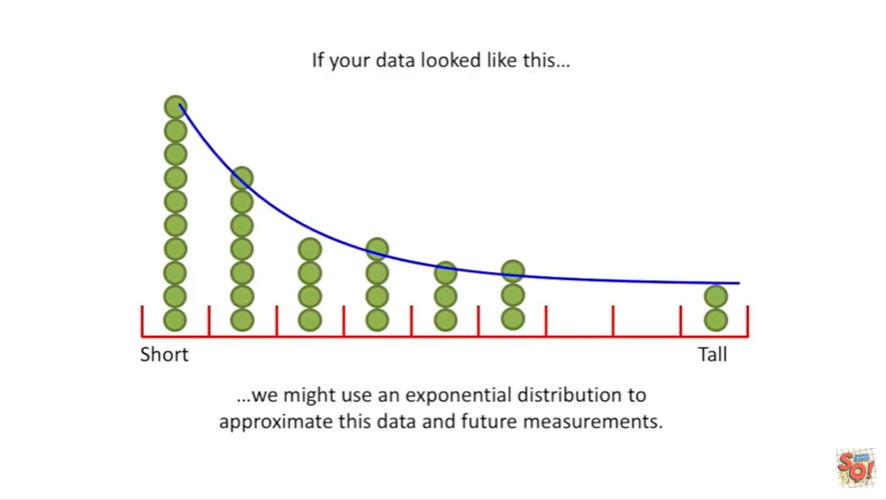 If your data looked like this...
Short
Tall
...we might use an exponential distribution to
approximate this data and future measurements.
SO!